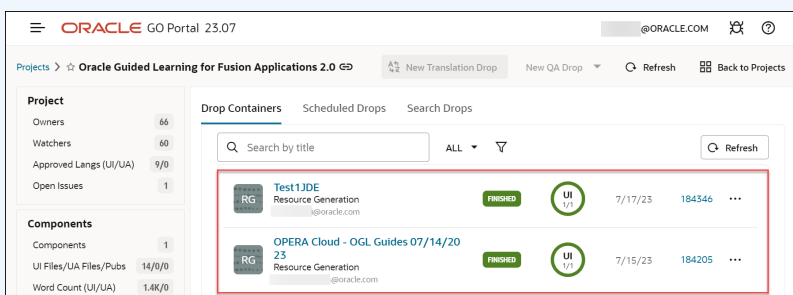 ORACLE GO Portal 23.07 @ORACLE.COM
Projects > Oracle Guided Learning for Fusion Applications 2.0 New Translation Drop New QA Drop Refresh Back to Projects
Project
Owners 66
Watchers 60
Approved Langs (UI/UA) 9/0
Open Issues 1
Components
Components 1
UI Files/UA Files/Pubs 14/0/0
Word Count (UI/UA) 1.4K/0
Drop Containers Scheduled Drops Search Drops
Search by title ALL Refresh
RG Test1JDE FINISHED UI 1/1 7/17/23 184346 ...
Resource Generation
@oracle.com
RG OPERA Cloud - OGL Guides 07/14/20 FINISHED UI 1/1 7/15/23 184205 ...
23
Resource Generation
@oracle.com